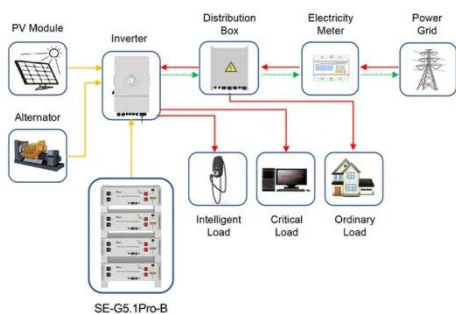 PV Module
Inverter
Distribution
Box
Electricity
Meter
Power
Grid
Alternator
Intelligent
Load
Critical
Load
Ordinary
Load
SE-G5.1Pro-B